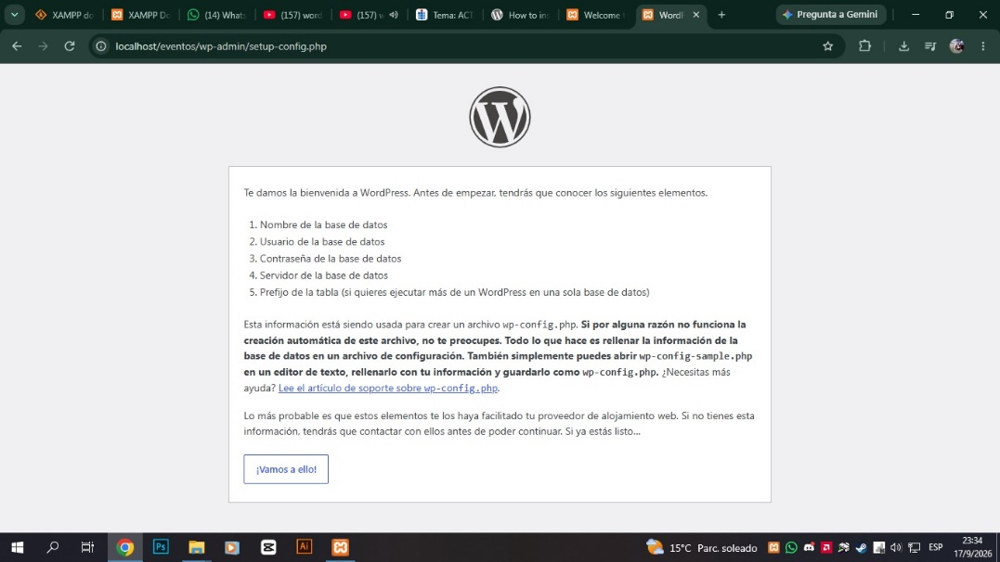 XAMPP do
XAMPP Do
(14) Whats
(157) word
(157) w
Tema: ACT
How to ins
Welcome
WordP
Pregunta a Gemini
localhost/eventos/wp-admin/setup-config.php
Te damos la bienvenida a WordPress. Antes de empezar, tendrás que conocer los siguientes elementos.
1. Nombre de la base de datos
2. Usuario de la base de datos
3. Contraseña de la base de datos
4. Servidor de la base de datos
5. Prefijo de la tabla (si quieres ejecutar más de un WordPress en una sola base de datos)
Esta información está siendo usada para crear un archivo wp-config.php. Si por alguna razón no funciona la
creación automática de este archivo, no te preocupes. Todo lo que hace es rellenar la información de la
base de datos en un archivo de configuración. También simplemente puedes abrir wp-config-sample.php
en un editor de texto, rellenarlo con tu información y guardarlo como wp-config.php. ¿Necesitas más
ayuda? Lee el artículo de soporte sobre wp-config.php.
Lo más probable es que estos elementos te los haya facilitado tu proveedor de alojamiento web. Si no tienes esta
información, tendrás que contactar con ellos antes de poder continuar. Si ya estás listo...
¡Vamos a ello!
Ps
Ai
15°C Parc. soleado
ESP
23:34
17/9/2026